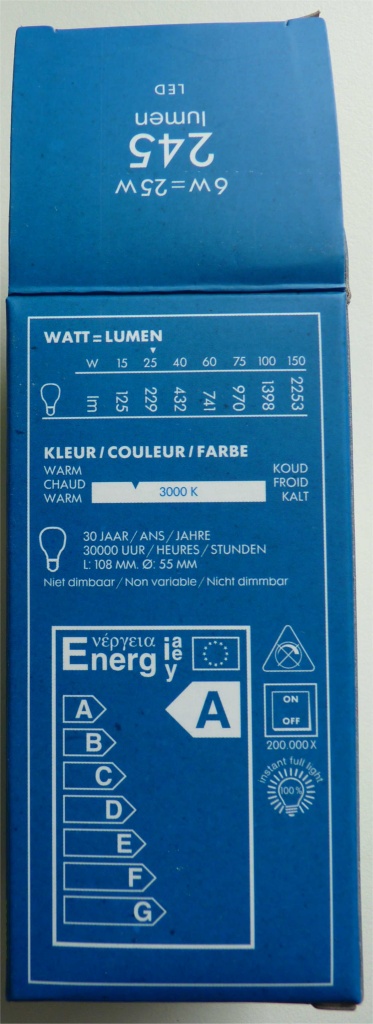 6w=25w
245
lumen
LED
WATT=LUMEN
W 15 25 40 60 75 100 150
lm 125 229 432 741 970 1398 2253
KLEUR/COULEUR/FARBE
WARM KOUD
CHAUD 3000 K FROID
WARM KALT
30 JAAR/ANS/JAHRE
30000 UUR/HEURES/STUNDEN
L: 108 MM. Ø: 55 MM
Niet dimbaar/Non variable/Nicht dimmbar
Energ ενέργεια ia ie y
A
A
B
C
D
E
F
G
ON
OFF
200.000X
instant full light
100%